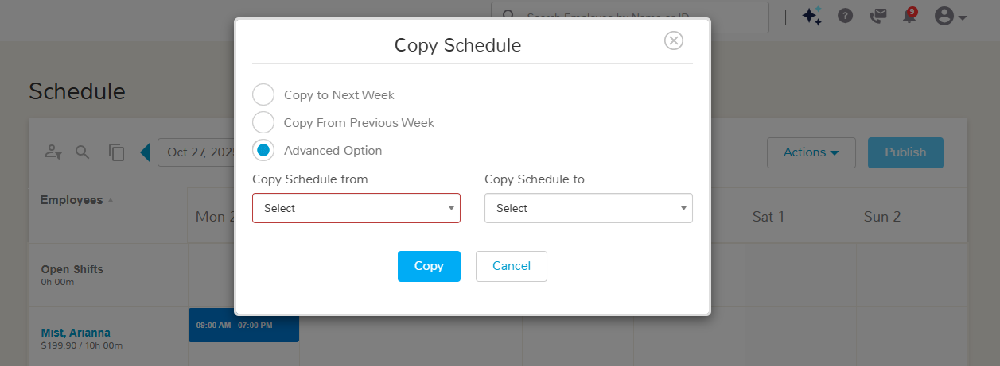 Search Employee by Name or ID
?
9
Copy Schedule
Schedule
Copy to Next Week
Copy From Previous Week
Advanced Option
Oct 27, 202
Actions
Publish
Copy Schedule from
Copy Schedule to
Select
Select
Employees
Mon 2
Sat 1
Sun 2
Copy
Cancel
Open Shifts
0h 00m
Mist, Arianna
$199.90 / 10h 00m
09:00 AM - 07:00 PM